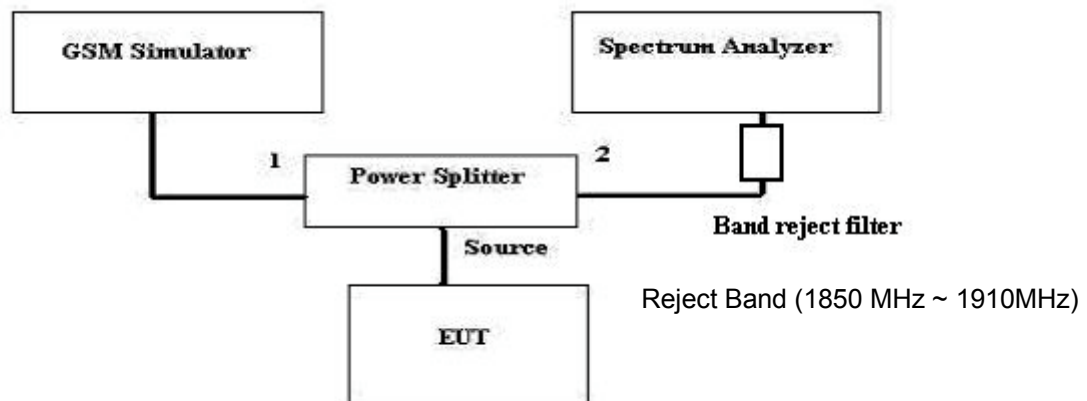 GSM Simulator
Spectrum Analyzer
1
2
Power Splitter
Band reject filter
Source
Reject Band (1850 MHz ~ 1910MHz)
EUT